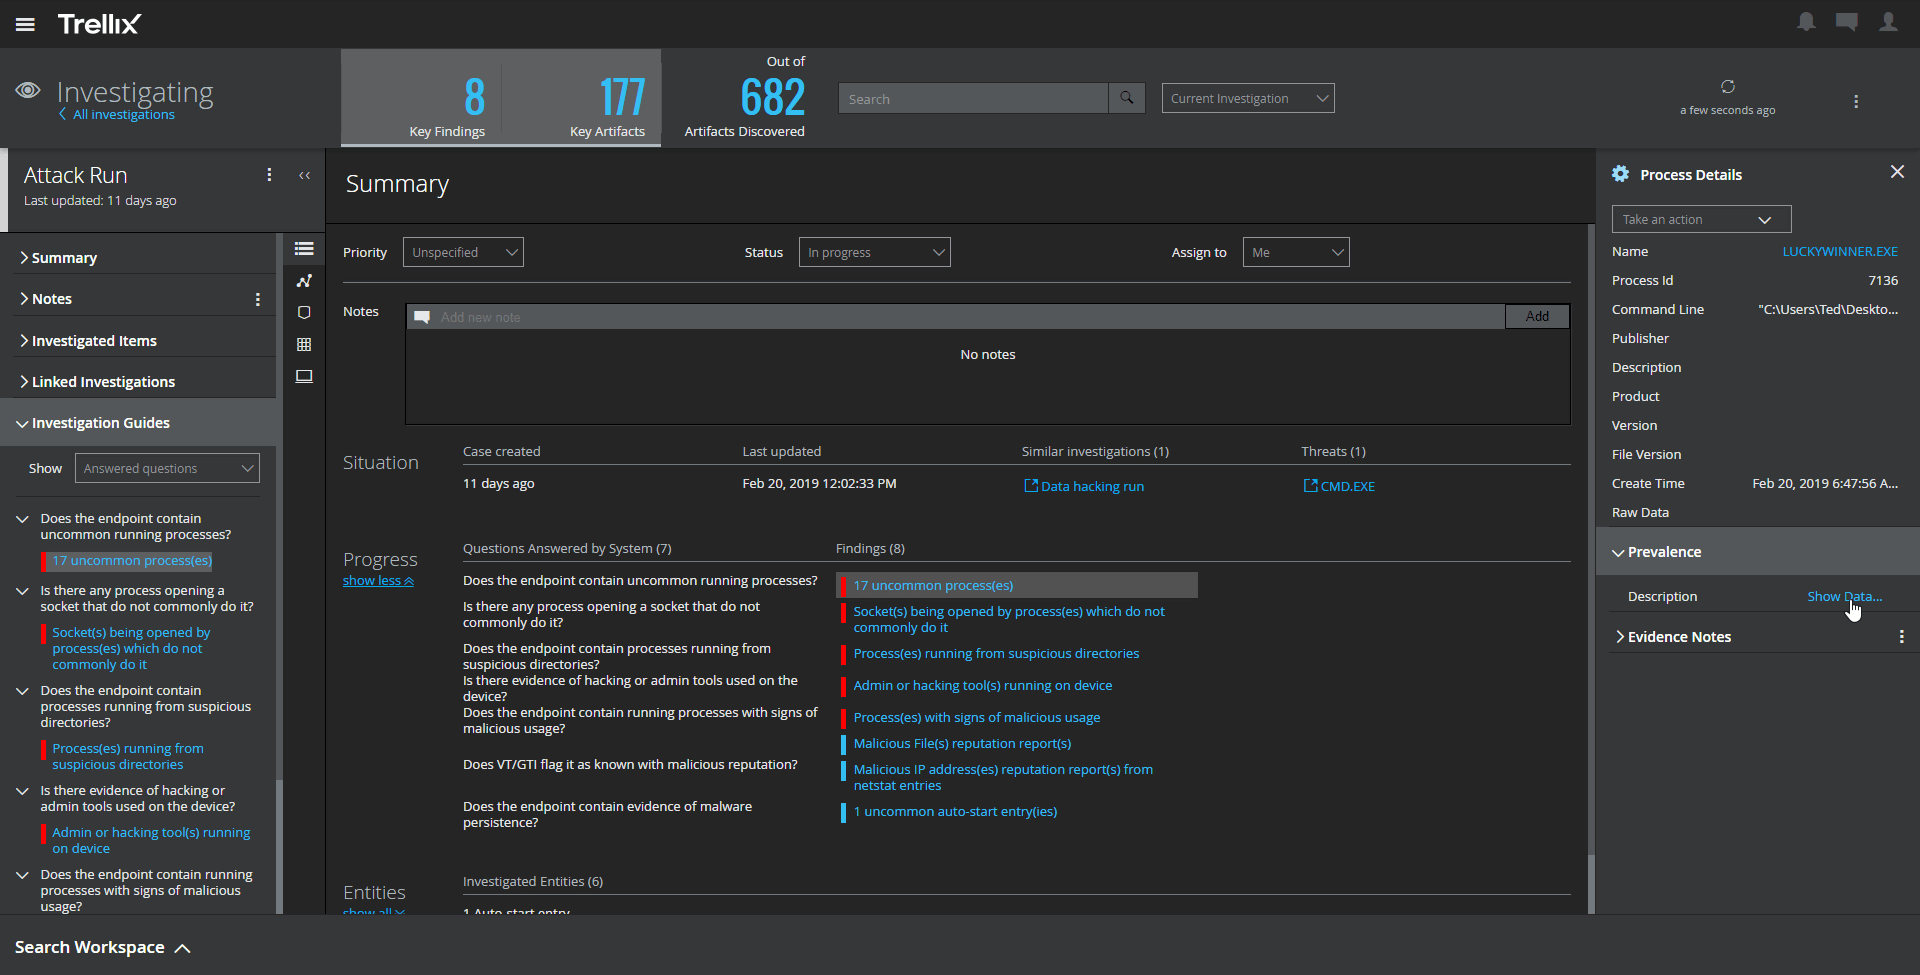 Trellix
Investigating
All investigations
8
Key Findings
177
Key Artifacts
Out of
682
Artifacts Discovered
Search
Current Investigation
a few seconds ago
Attack Run
Last updated: 11 days ago
Summary
Notes
Investigated Items
Linked Investigations
Investigation Guides
Show
Answered questions
Does the endpoint contain
uncommon running processes?
17 uncommon process(es)
Is there any process opening a
socket that do not commonly do it?
Socket(s) being opened by
process(es) which do not
commonly do it
Does the endpoint contain
processes running from suspicious
directories?
Process(es) running from
suspicious directories
Is there evidence of hacking or
admin tools used on the device?
Admin or hacking tool(s) running
on device
Does the endpoint contain running
processes with signs of malicious
usage?
Summary
Priority
Unspecified
Status
In progress
Assign to
Me
Notes
Add new note
Add
No notes
Situation
Case created
Last updated
Similar investigations (1)
Threats (1)
11 days ago
Feb 20, 2019 12:02:33 PM
Data hacking run
CMD.EXE
Progress
show less
Questions Answered by System (7)
Findings (8)
Does the endpoint contain uncommon running processes?
17 uncommon process(es)
Is there any process opening a socket that do not
commonly do it?
Socket(s) being opened by process(es) which do not
commonly do it
Does the endpoint contain processes running from
suspicious directories?
Process(es) running from suspicious directories
Is there evidence of hacking or admin tools used on the
device?
Admin or hacking tool(s) running on device
Does the endpoint contain running processes with signs of
malicious usage?
Process(es) with signs of malicious usage
Malicious File(s) reputation report(s)
Does VT/GTI flag it as known with malicious reputation?
Malicious IP address(es) reputation report(s) from
netstat entries
Does the endpoint contain evidence of malware
persistence?
1 uncommon auto-start entry(ies)
Entities
show all
Investigated Entities (6)
1 Auto-start entry
Process Details
Take an action
Name
LUCKYWINNER.EXE
Process Id
7136
Command Line
"C:\Users\Ted\Deskto...
Publisher
Description
Product
Version
File Version
Create Time
Feb 20, 2019 6:47:56 A...
Raw Data
Prevalence
Description
Show Data...
Evidence Notes
Search Workspace